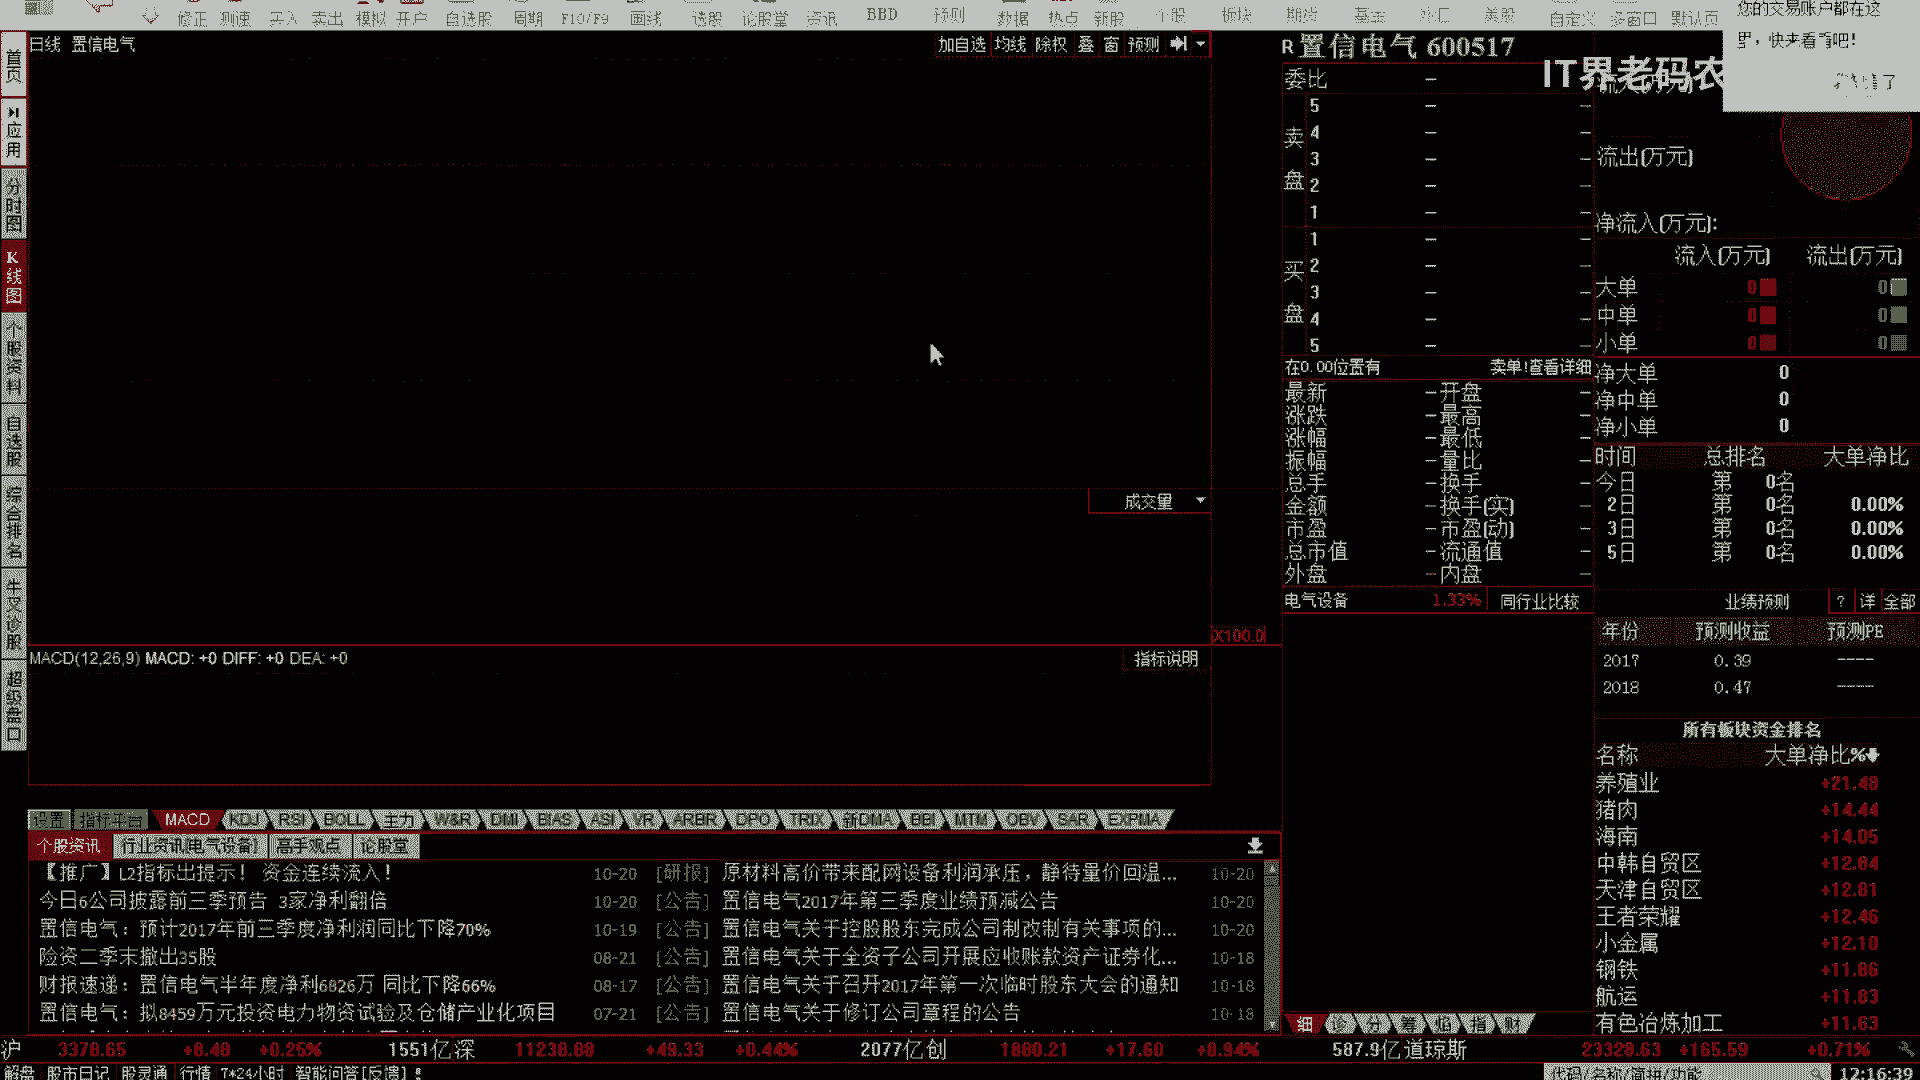 修正 测速 买入 卖出 模拟 开户 自选股 周期 F10/F9 画线 选股 论股堂 资讯 BBD 预测 数据 热点 新股 个股 板块 期货 基金 外汇 美股 自定义 多窗口 默认页
您的交易账户都在这
里，快来看看吧！
IT界老码农
首页
应用
分时图
K线图
个股资料
自选股
综合排名
牛叉诊股
超级盘口
日线 置信电气
加自选 均线 除权 叠 窗 预测
成交量
X100.0
MACD(12,26,9) MACD: +0 DIFF: +0 DEA: +0
指标说明
设置 指标平台 MACD KDJ RSI BOLL 主力 W&R DMI BIAS ASI VR ARBR DPO TRIX 新DMA BBI MTM OBV SAR EXPMA
个股资讯 行业资讯(电气设备) 高手观点 论股堂
【推广】L2指标出提示！ 资金连续流入！ 10-20
今日6公司披露前三季预告 3家净利翻倍 10-20
置信电气：预计2017年前三季度净利润同比下降70% 10-19
险资二季末撤出35股 08-21
财报速递：置信电气半年度净利6826万 同比下降66% 08-17
置信电气：拟8459万元投资电力物资试验及仓储产业化项目 07-21
[研报] 原材料高价带来配网设备利润承压，静待量价回温... 10-20
[公告] 置信电气2017年第三季度业绩预减公告 10-20
[公告] 置信电气关于控股股东完成公司制改制有关事项的... 10-20
[公告] 置信电气关于全资子公司开展应收账款资产证券化... 10-18
[公告] 置信电气关于召开2017年第一次临时股东大会的通知 10-18
[公告] 置信电气关于修订公司章程的公告 10-18
R 置信电气 600517
委比 —
卖盘
5 — —
4 — —
3 — —
2 — —
1 — —
买盘
1 — —
2 — —
3 — —
4 — —
5 — —
在0.00位置有 卖单!查看详细
最新 — 开盘 —
涨跌 — 最高 —
涨幅 — 最低 —
振幅 — 量比 —
总手 — 换手 —
金额 — 换手(实) —
市盈 — 市盈(动) —
总市值 — 流通值 —
外盘 — 内盘 —
电气设备 1.33% 同行业比较
细 诊 分 筹 焰 指 财
流出(万元)
净流入(万元):
流入(万元) 流出(万元)
大单 0 0
中单 0 0
小单 0 0
净大单 0
净中单 0
净小单 0
时间 总排名 大单净比
今日 第 0名
2日 第 0名 0.00%
3日 第 0名 0.00%
5日 第 0名 0.00%
业绩预测 ? 详 全部
年份 预测收益 预测PE
2017 0.39 ----
2018 0.47 ----
所有板块资金排名
名称 大单净比%
养殖业 +21.48
猪肉 +14.44
海南 +14.05
中韩自贸区
天津自贸区 +12.81
王者荣耀 +12.46
小金属 +12.10
钢铁 +11.86
航运 +11.83
有色冶炼加工 +11.63
沪 3378.65 +8.48 +0.25% 1551亿 深 +49.33 +0.44% 2077亿 创 +17.60 +0.94% 587.9亿 道琼斯 23328.63 +165.59 +0.71%
解盘 股市日记 股灵通 行情 7*24小时 智能问答[反馈]
代码/名称/简拼/功能 12:16:39